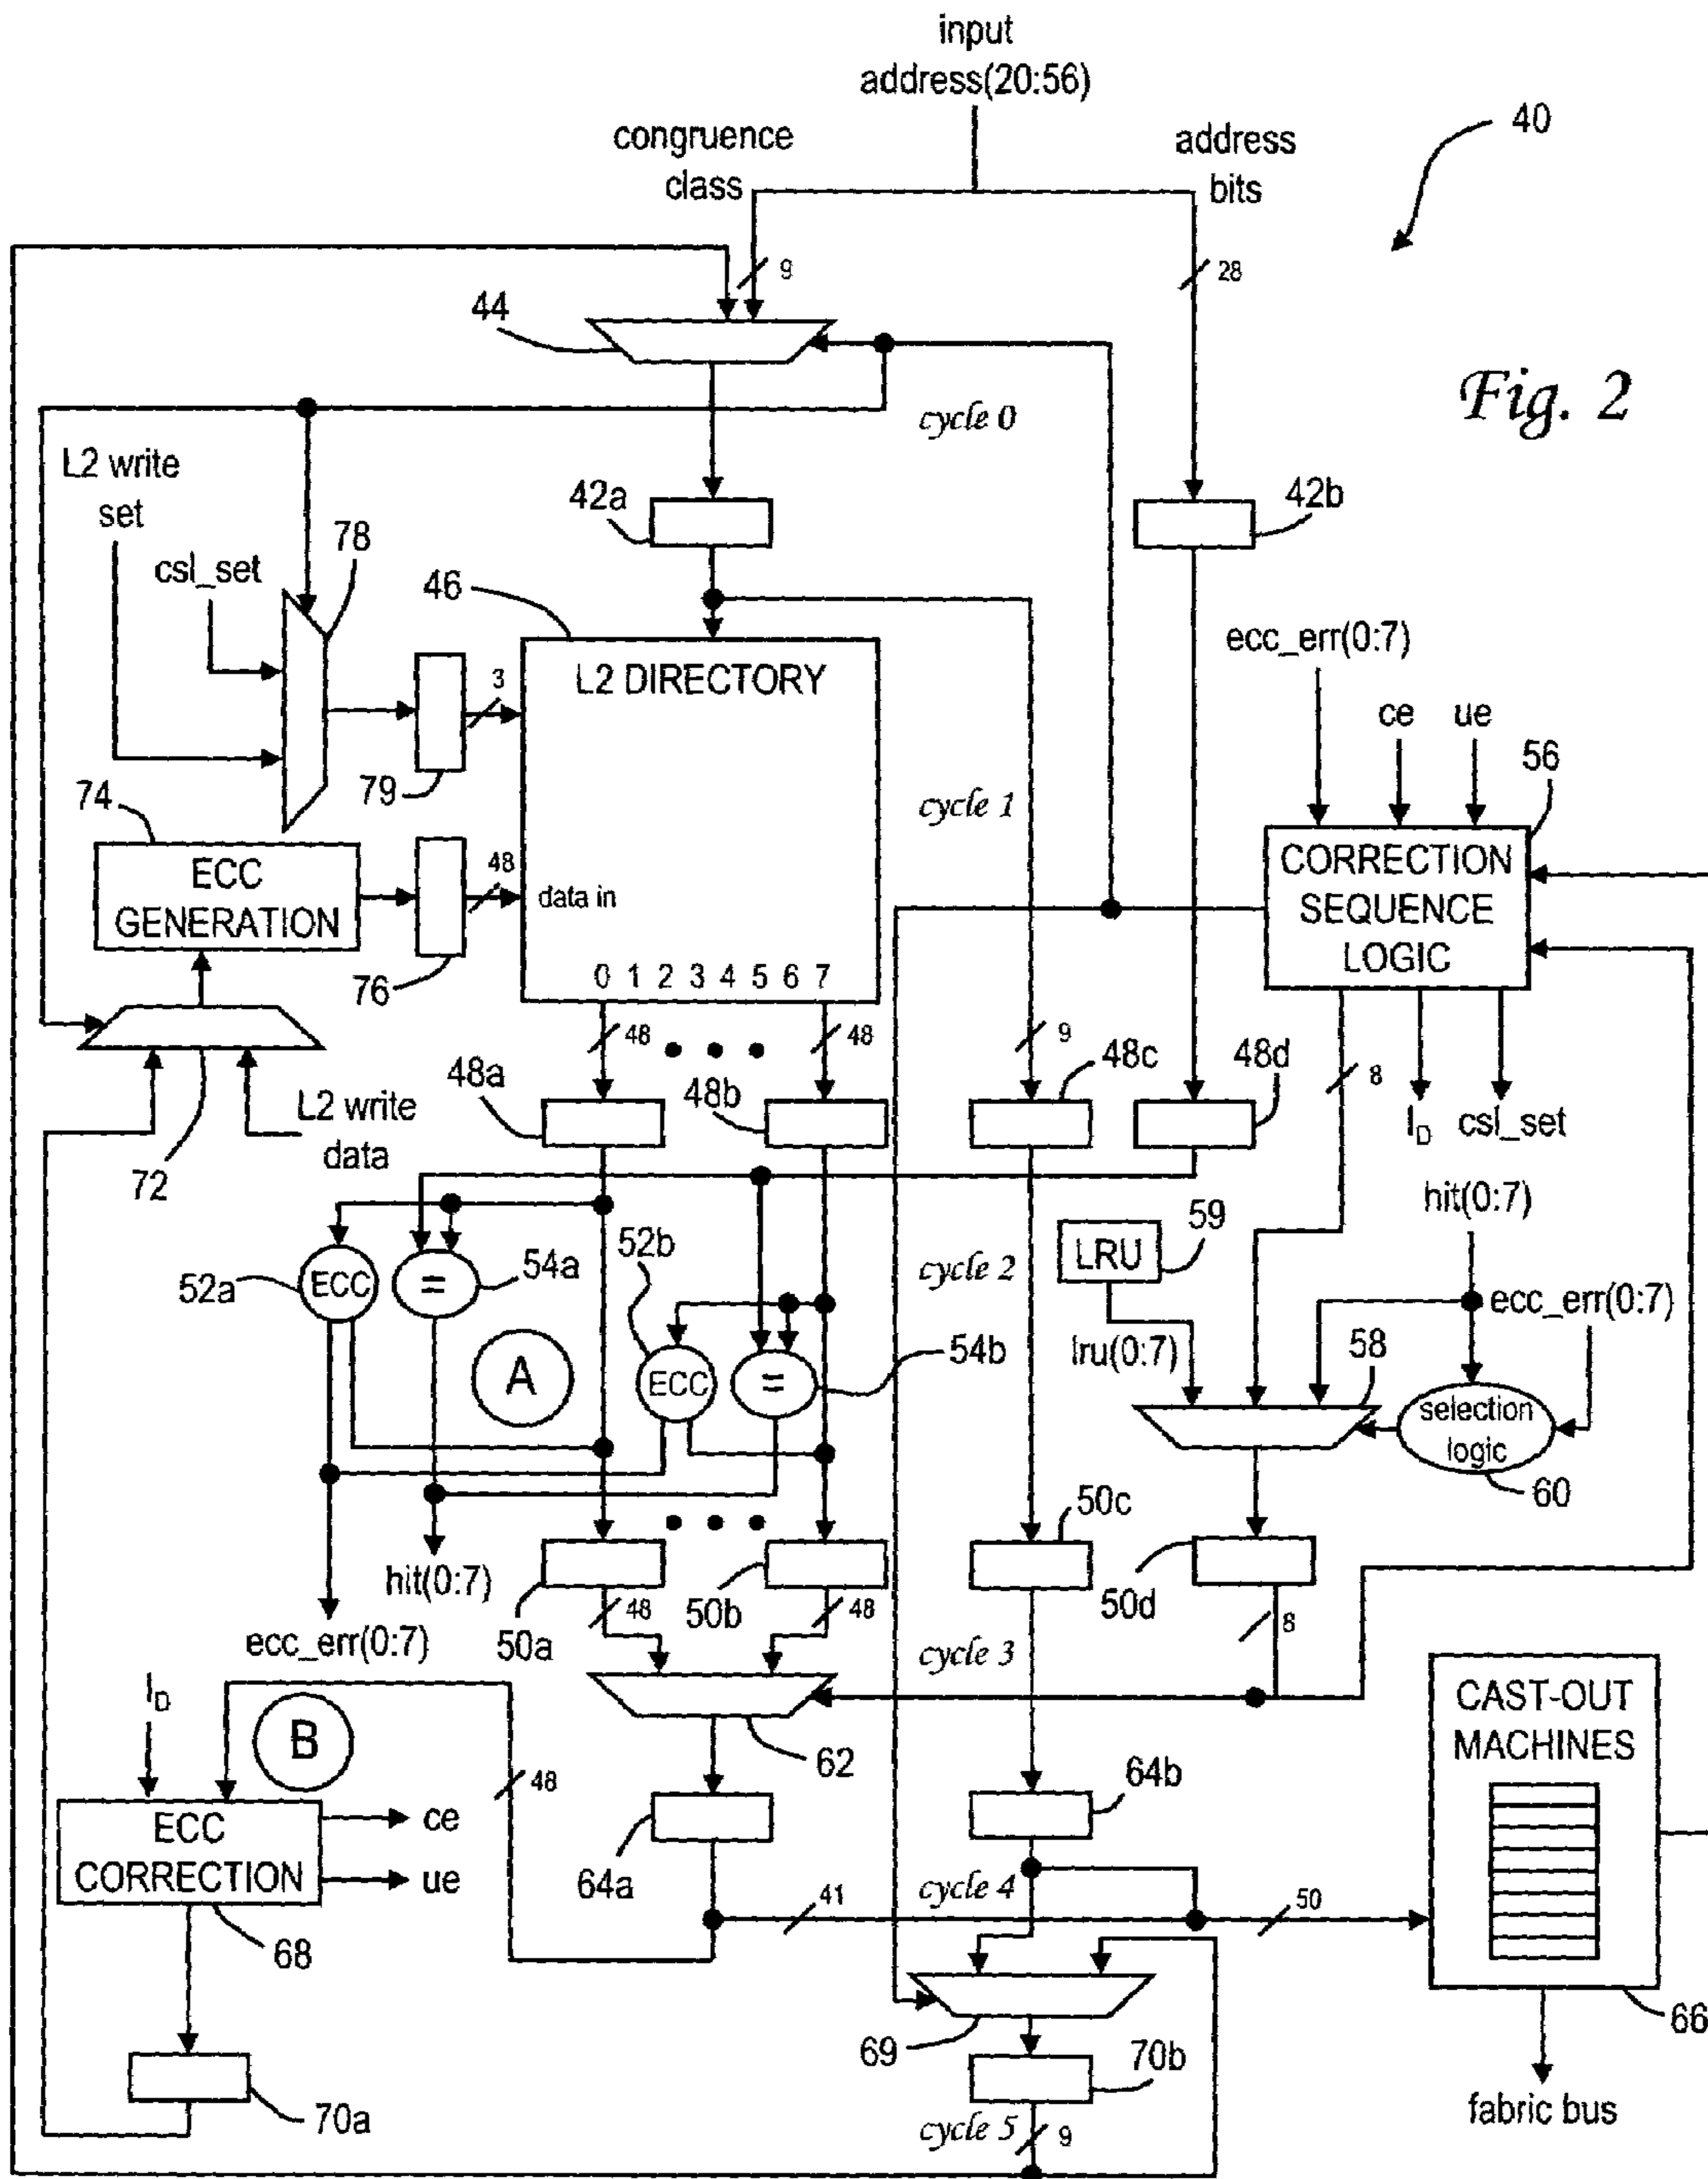 input
address(20:56)
congruence
class
address
bits
40
9
28
44
Fig. 2
cycle 0
L2 write
set
42a
42b
78
csl_set
46
ecc_err(0:7)
L2 DIRECTORY
3
ce
ue
56
79
cycle 1
74
ECC
GENERATION
48
data in
CORRECTION
SEQUENCE
LOGIC
76
0 1 2 3 4 5 6 7
48
48
9
48a
48b
48c
48d
8
L2 write
data
72
I_D
csl_set
hit(0:7)
52a
ECC
=
54a
52b
cycle 2
LRU
59
ecc_err(0:7)
A
ECC
=
54b
lru(0:7)
58
selection
logic
60
50c
hit(0:7)
50a
48
50b
48
50d
8
ecc_err(0:7)
cycle 3
I_D
B
CAST-OUT
MACHINES
62
48
64b
ECC
CORRECTION
ce
ue
64a
cycle 4
41
50
68
69
66
70b
70a
fabric bus
cycle 5
9